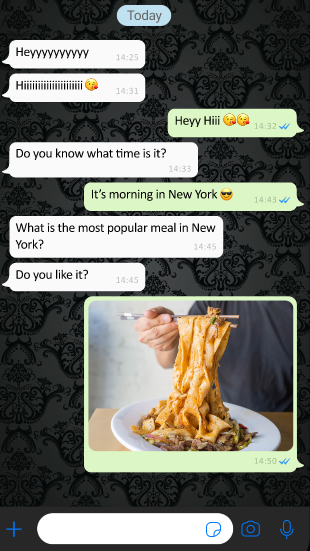 Today
Heyyyyyyyyyy
14:25
Hiiiiiiiiiiiiiiiiiiiii 😘
14:31
Heyy Hiii 😘😘
14:32
Do you know what time is it?
14:33
It's morning in New York 😎
14:43
What is the most popular meal in New
York?
14:45
Do you like it?
14:45
14:50